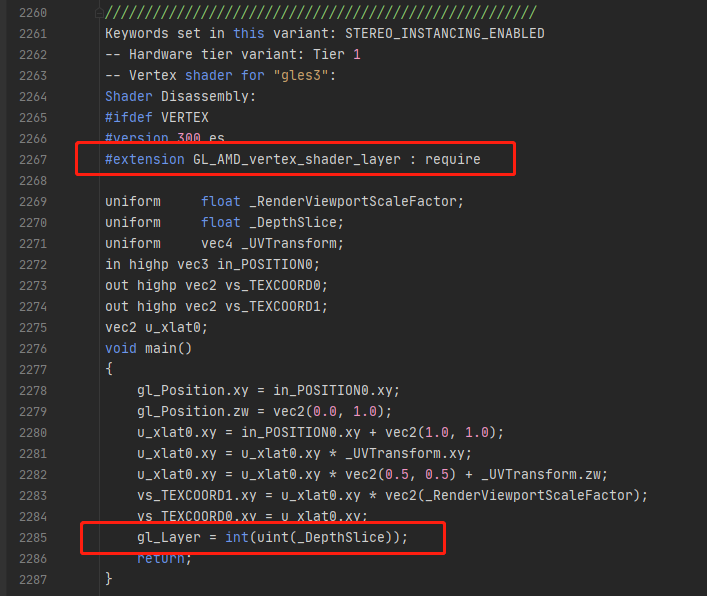 2260 //////////////////////////////////////////////////////
2261 Keywords set in this variant: STEREO_INSTANCING_ENABLED
2262 -- Hardware tier variant: Tier 1
2263 -- Vertex shader for "gles3":
2264 Shader Disassembly:
2265 #ifdef VERTEX
2266 #version 300 es
2267 #extension GL_AMD_vertex_shader_layer : require
2268
2269 uniform     float _RenderViewportScaleFactor;
2270 uniform     float _DepthSlice;
2271 uniform     vec4 _UVTransform;
2272 in highp vec3 in_POSITION0;
2273 out highp vec2 vs_TEXCOORD0;
2274 out highp vec2 vs_TEXCOORD1;
2275 vec2 u_xlat0;
2276 void main()
2277 {
2278     gl_Position.xy = in_POSITION0.xy;
2279     gl_Position.zw = vec2(0.0, 1.0);
2280     u_xlat0.xy = in_POSITION0.xy + vec2(1.0, 1.0);
2281     u_xlat0.xy = u_xlat0.xy * _UVTransform.xy;
2282     u_xlat0.xy = u_xlat0.xy * vec2(0.5, 0.5) + _UVTransform.zw;
2283     vs_TEXCOORD1.xy = u_xlat0.xy * vec2(_RenderViewportScaleFactor);
2284     vs_TEXCOORD0.xy = u_xlat0.xy;
2285     gl_Layer = int(uint(_DepthSlice));
2286     return;
2287 }